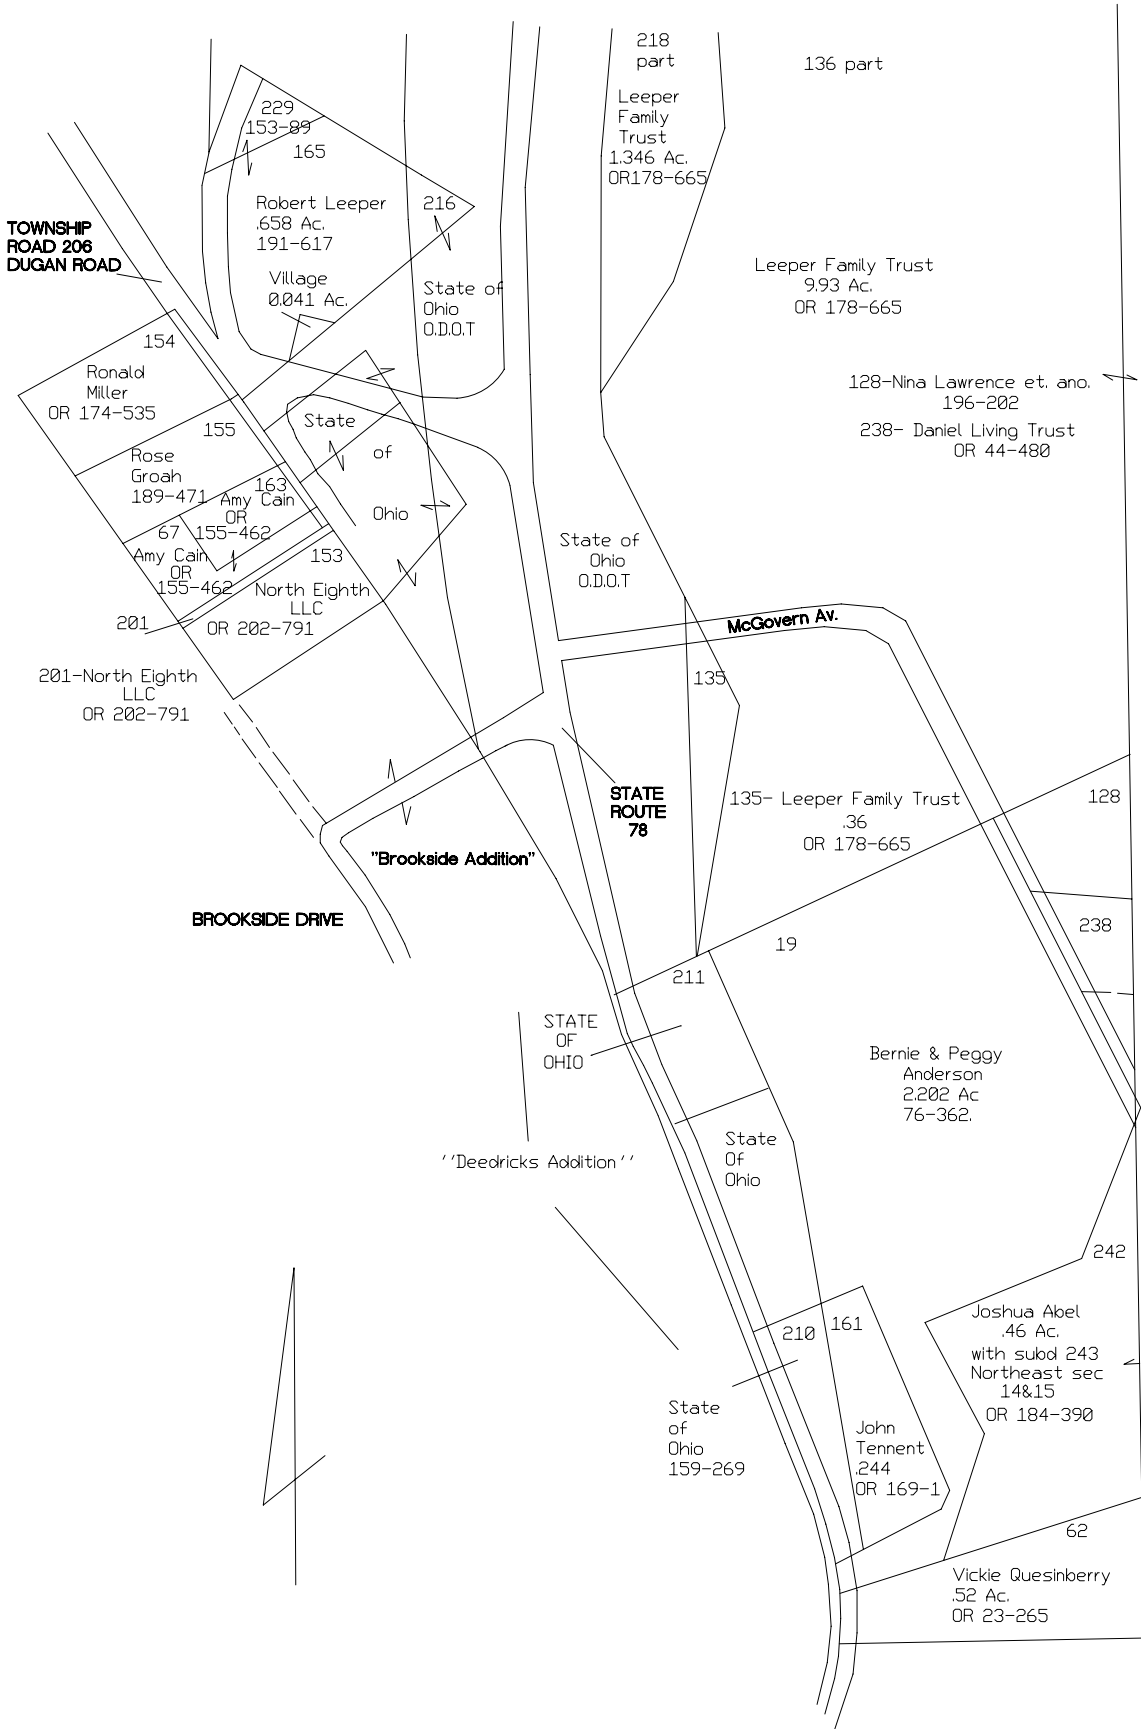 218
part
136 part
Leeper
Family
Trust
1.346 Ac.
OR178-665
229
153-89
165
Robert Leeper
.658 Ac.
191-617
216
TOWNSHIP
ROAD 206
DUGAN ROAD
Village
0.041 Ac.
State of
Ohio
O.D.O.T
Leeper Family Trust
9.93 Ac.
OR 178-665
154
Ronald
Miller
OR 174-535
128-Nina Lawrence et. ano.
196-202
238- Daniel Living Trust
OR 44-480
155
Rose
Groah
189-471
State
of
Ohio
163
Amy Cain
OR
155-462
67
Amy Cain
OR
155-462
153
North Eighth
LLC
OR 202-791
201
201-North Eighth
LLC
OR 202-791
State of
Ohio
O.D.O.T
McGovern Av.
135
STATE
ROUTE
78
135- Leeper Family Trust
.36
OR 178-665
128
"Brookside Addition"
BROOKSIDE DRIVE
238
19
211
STATE
OF
OHIO
Bernie & Peggy
Anderson
2.202 Ac
76-362.
State
Of
Ohio
''Deedricks Addition''
242
Joshua Abel
.46 Ac.
with subd 243
Northeast sec
14&15
OR 184-390
210
161
State
of
Ohio
159-269
John
Tennent
.244
OR 169-1
62
Vickie Quesinberry
.52 Ac.
OR 23-265